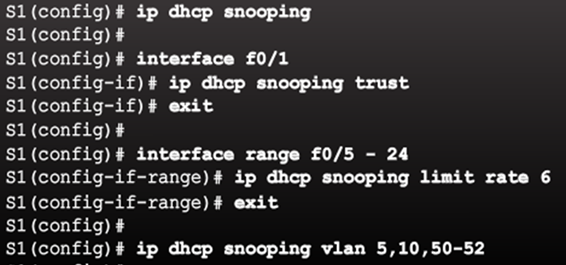 S1(config)# ip dhcp snooping
S1(config)#
S1(config)# interface f0/1
S1(config-if)# ip dhcp snooping trust
S1(config-if)# exit
S1(config)#
S1(config)# interface range f0/5 - 24
S1(config-if-range)# ip dhcp snooping limit rate 6
S1(config-if-range)# exit
S1(config)#
S1(config)# ip dhcp snooping vlan 5,10,50-52